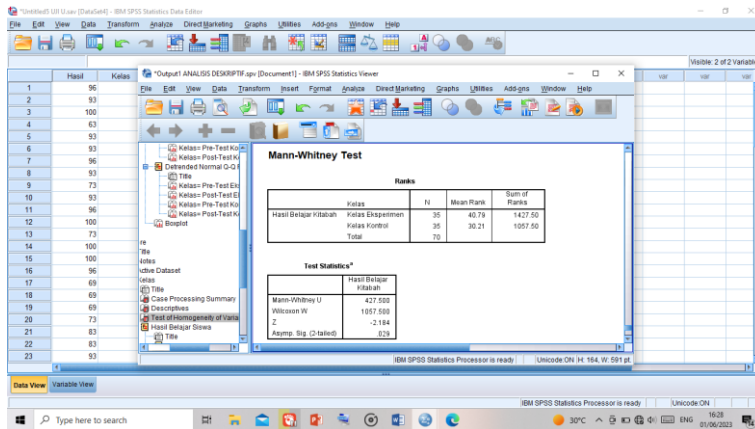 *Untitled5 UJI U.sav [DataSet4] - IBM SPSS Statistics Data Editor
File Edit View Data Transform Analyze Direct Marketing Graphs Utilities Add-ons Window Help
Visible: 2 of 2 Variable
Hasil Kelas var var var
1 96
2 93
3 100
4 63
5 93
6 93
7 96
8 93
9 73
10 93
11 96
12 100
13 73
14 100
15 100
16 96
17 69
18 69
19 69
20 73
21 83
22 83
23 93
*Output1 ANALISIS DESKRIPTIF.spv [Document1] - IBM SPSS Statistics Viewer
File Edit View Data Transform Insert Format Analyze Direct Marketing Graphs Utilities Add-ons Window Help
Kelas= Pre-Test Ko
Kelas= Post-Test K
Detrended Normal Q-Q
Title
Kelas= Pre-Test Eks
Kelas= Post-Test E
Kelas= Pre-Test Ko
Kelas= Post-Test K
Boxplot
re
Title
Notes
Active Dataset
Kelas
Title
Case Processing Summary
Descriptives
Test of Homogeneity of Varia
Hasil Belajar Siswa
Title
Mann-Whitney Test
Ranks
Kelas N Mean Rank Sum of Ranks
Hasil Belajar Kitabah Kelas Eksperimen 35 40.79 1427.50
Kelas Kontrol 35 30.21 1057.50
Total 70
Test Statisticsª
Hasil Belajar
Kitabah
Mann-Whitney U 427.500
Wilcoxon W 1057.500
Z -2.184
Asymp. Sig. (2-tailed) .029
IBM SPSS Statistics Processor is ready Unicode:ON H: 164, W: 591 pt.
Data View Variable View
IBM SPSS Statistics Processor is ready Unicode:ON
Type here to search
30°C ENG 16:28
01/06/2023